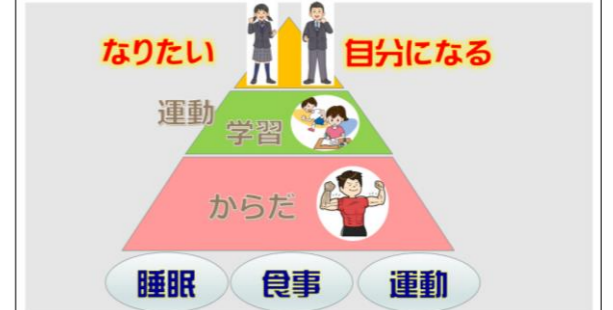 なりたい 自分になる
運動 学習
からだ
睡眠 食事 運動